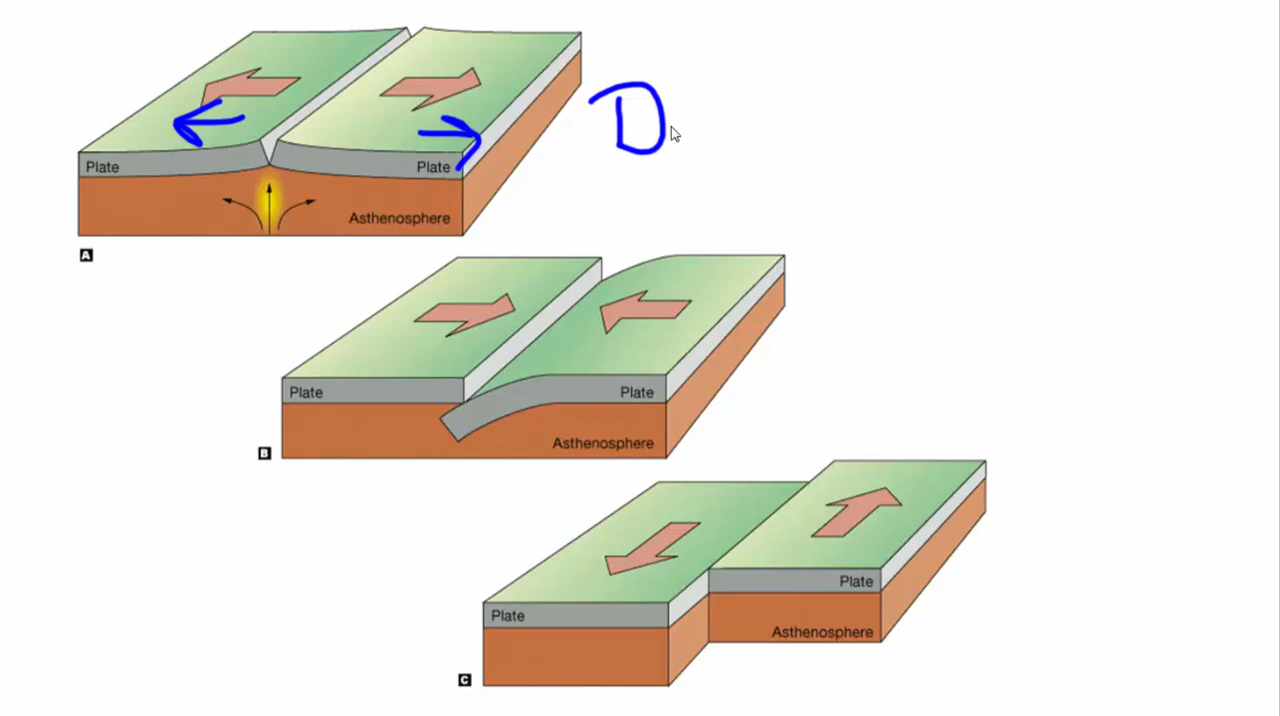 D
Plate
Plate
Asthenosphere
A
Plate
Plate
Asthenosphere
B
Plate
Plate
Asthenosphere
C